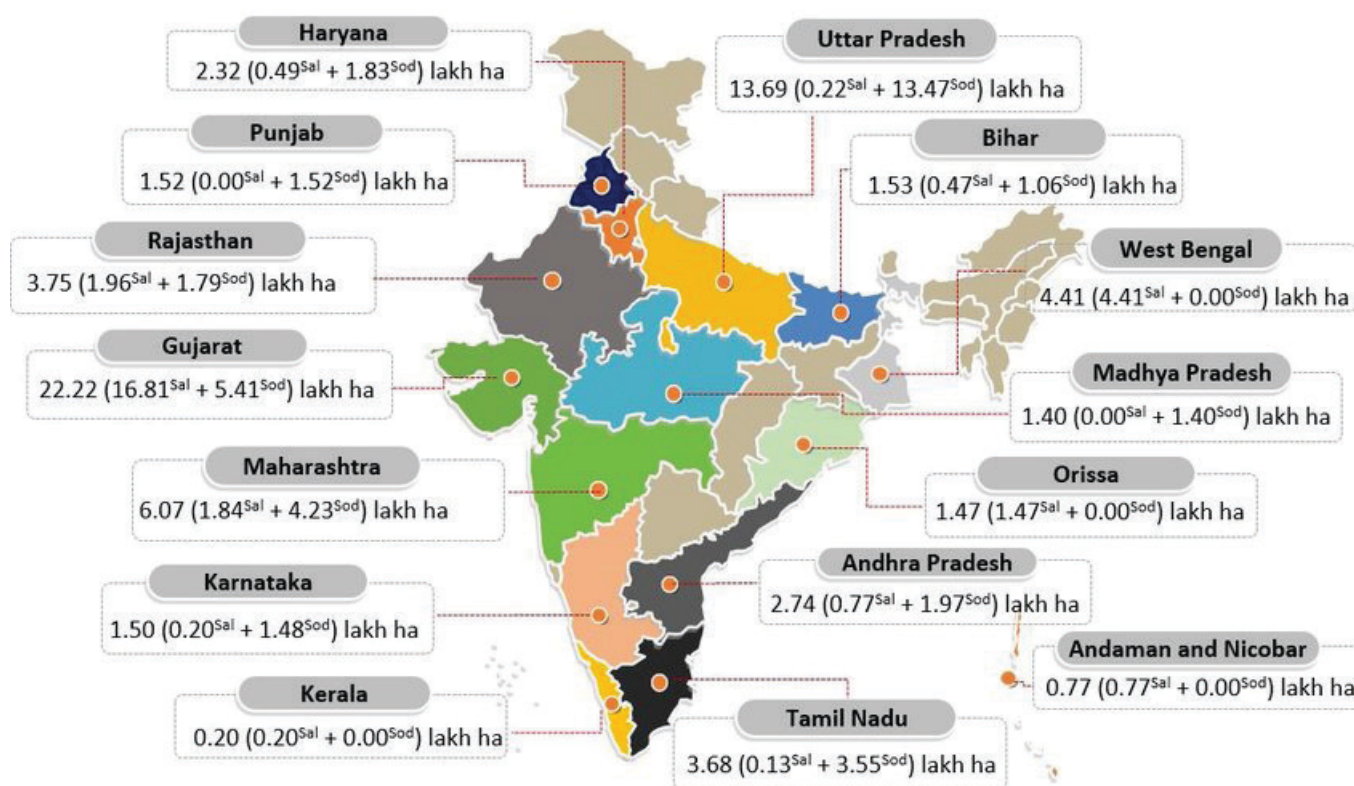 Haryana
2.32 (0.49Sal + 1.83Sod) lakh ha
Uttar Pradesh
13.69 (0.22Sal + 13.47Sod) lakh ha
Punjab
1.52 (0.00Sal + 1.52Sod) lakh ha
Bihar
1.53 (0.47Sal + 1.06Sod) lakh ha
Rajasthan
3.75 (1.96Sal + 1.79Sod) lakh ha
West Bengal
4.41 (4.41Sal + 0.00Sod) lakh ha
Gujarat
22.22 (16.81Sal + 5.41Sod) lakh ha
Madhya Pradesh
1.40 (0.00Sal + 1.40Sod) lakh ha
Maharashtra
6.07 (1.84Sal + 4.23Sod) lakh ha
Orissa
1.47 (1.47Sal + 0.00Sod) lakh ha
Karnataka
1.50 (0.20Sal + 1.48Sod) lakh ha
Andhra Pradesh
2.74 (0.77Sal + 1.97Sod) lakh ha
Andaman and Nicobar
0.77 (0.77Sal + 0.00Sod) lakh ha
Kerala
0.20 (0.20Sal + 0.00Sod) lakh ha
Tamil Nadu
3.68 (0.13Sal + 3.55Sod) lakh ha